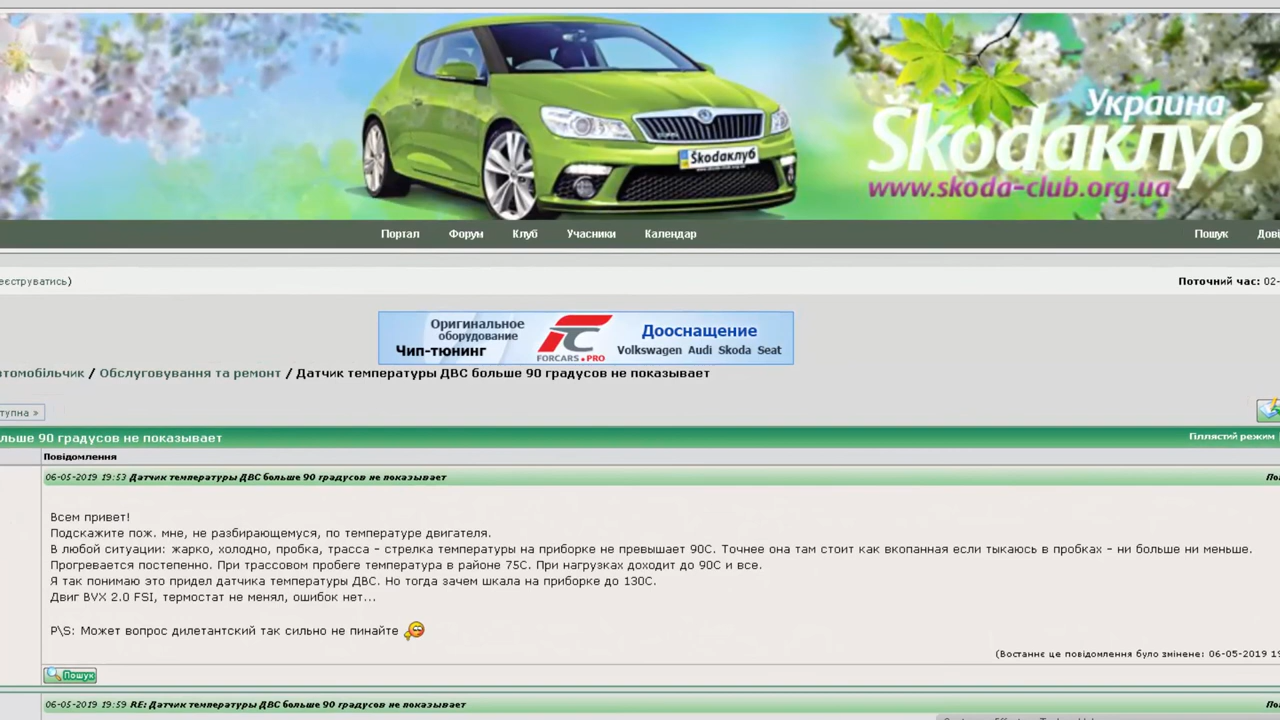 Украина
Škodaклуб
www.skoda-club.org.ua
Škodaклуб
Портал Форум Клуб Учасники Календар Пошук Дові
еєструватись) Поточний час: 02-
Оригинальное
оборудование
Чип-тюнинг
FORCARS.PRO
Дооснащение
Volkswagen Audi Skoda Seat
втомобільчик / Обслуговування та ремонт / Датчик температуры ДВС больше 90 градусов не показывает
тупна »
льше 90 градусов не показывает Гіллястий режим
Повідомлення
06-05-2019 19:53 Датчик температуры ДВС больше 90 градусов не показывает По
Всем привет!
Подскажите пож. мне, не разбирающемуся, по температуре двигателя.
В любой ситуации: жарко, холодно, пробка, трасса - стрелка температуры на приборке не превышает 90С. Точнее она там стоит как вкопанная если тыкаюсь в пробках - ни больше ни меньше.
Прогревается постепенно. При трассовом пробеге температура в районе 75С. При нагрузках доходит до 90С и все.
Я так понимаю это придел датчика температуры ДВС. Но тогда зачем шкала на приборке до 130С.
Двиг BVX 2.0 FSI, термостат не менял, ошибок нет...
P\S: Может вопрос дилетантский так сильно не пинайте
(Востаннє це повідомлення було змінене: 06-05-2019 19
Пошук
06-05-2019 19:59 RE: Датчик температуры ДВС больше 90 градусов не показывает По